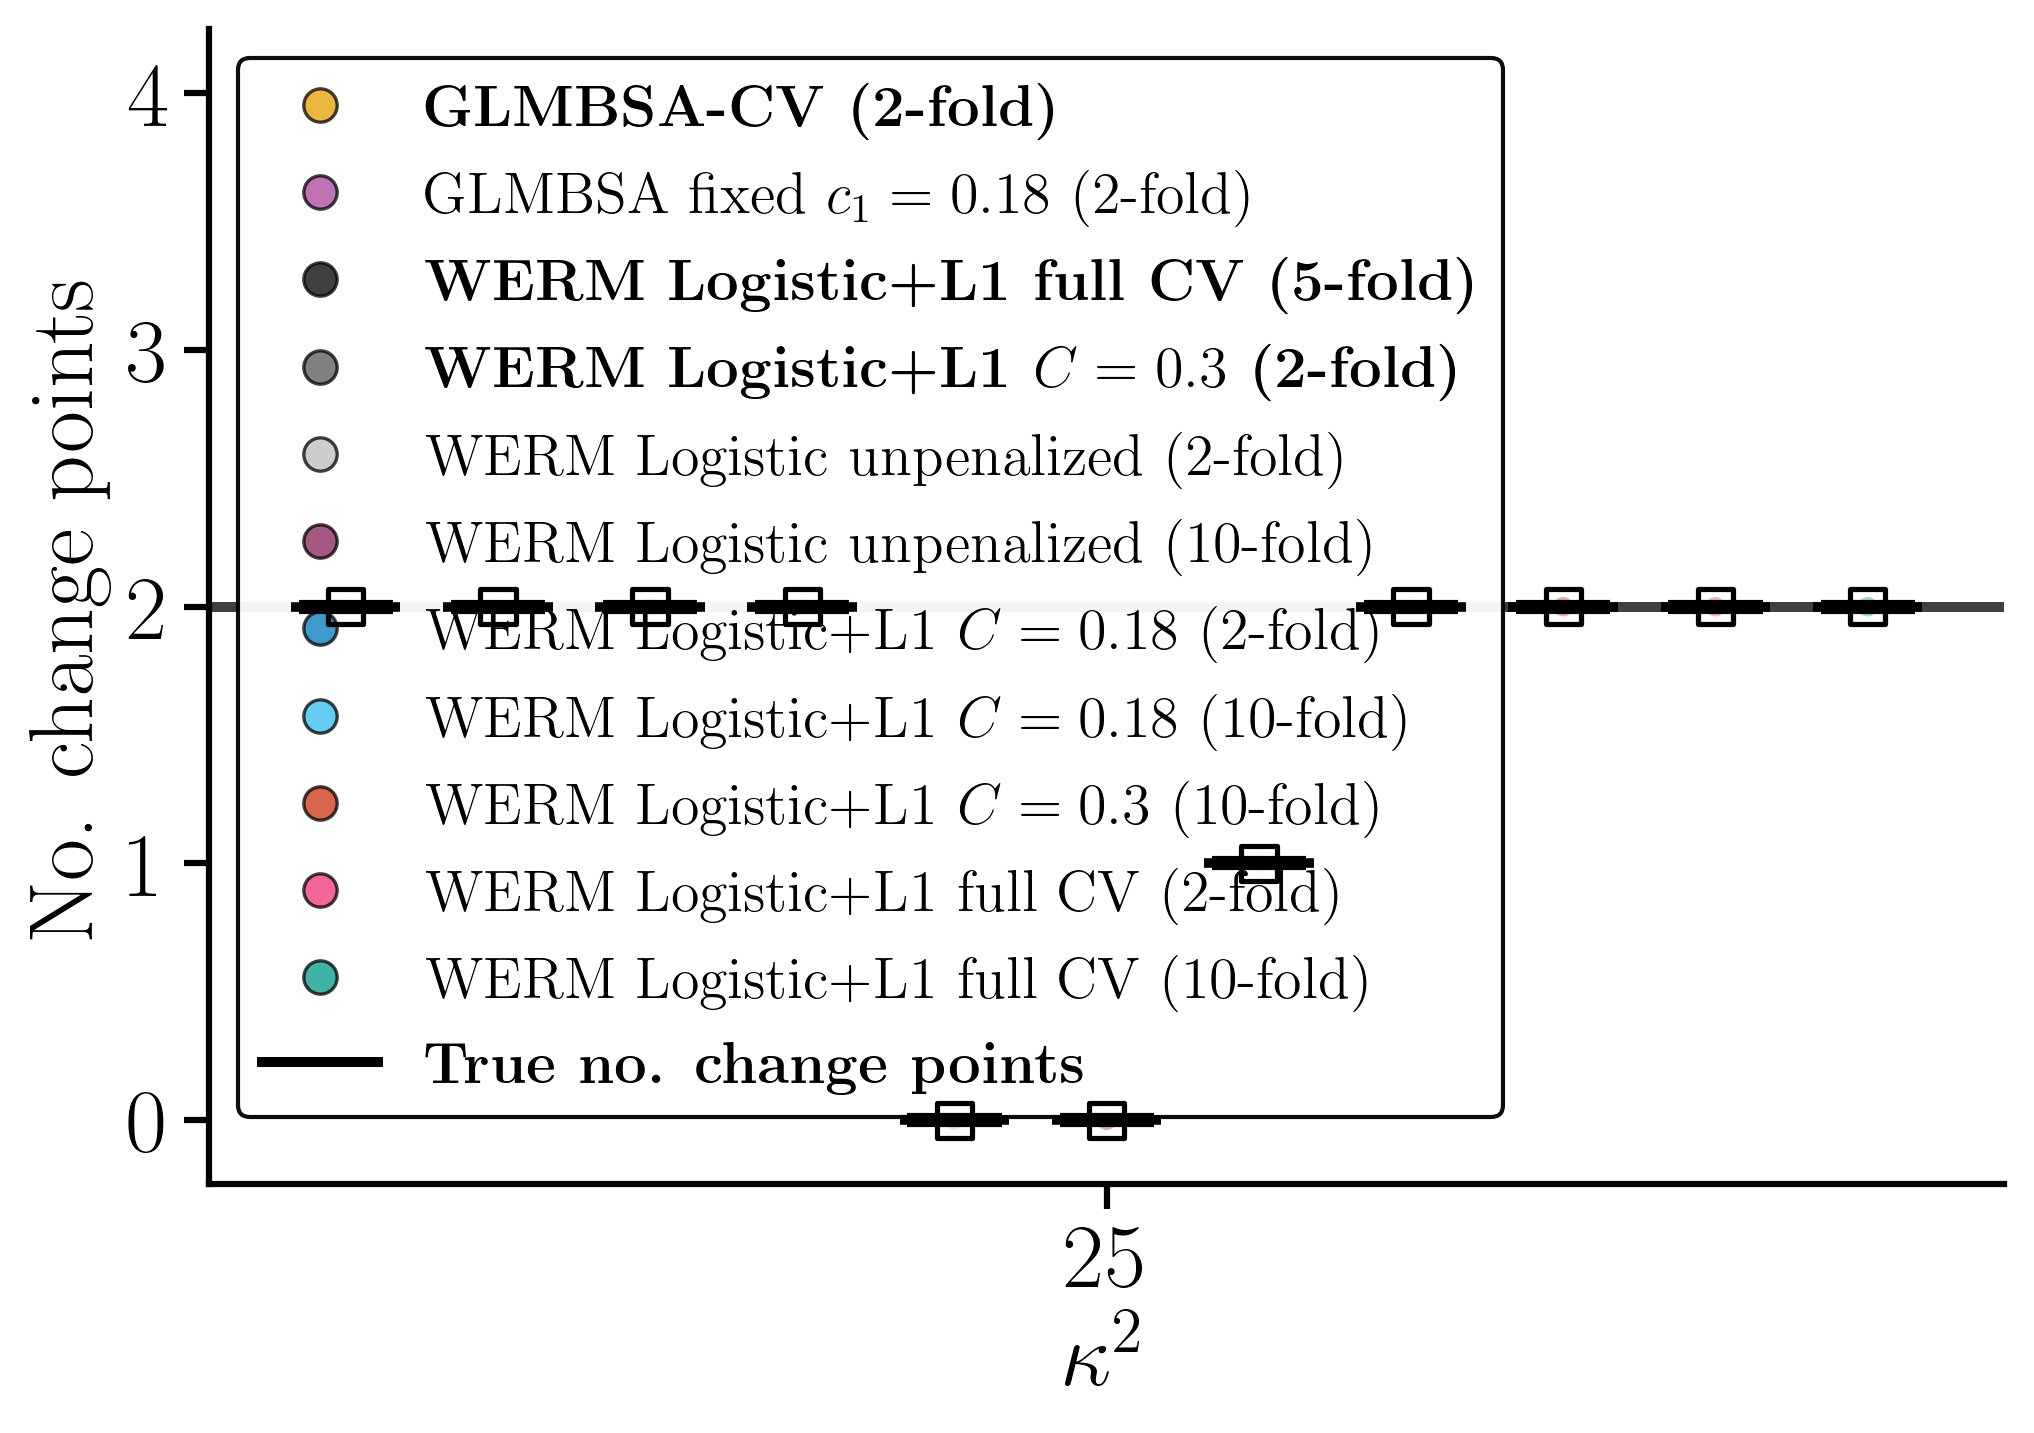 No. change points
4
3
2
1
0
GLMBSA-CV (2-fold)
GLMBSA fixed c₁ = 0.18 (2-fold)
WERM Logistic+L1 full CV (5-fold)
WERM Logistic+L1 C = 0.3 (2-fold)
WERM Logistic unpenalized (2-fold)
WERM Logistic unpenalized (10-fold)
WERM Logistic+L1 C = 0.18 (2-fold)
WERM Logistic+L1 C = 0.18 (10-fold)
WERM Logistic+L1 C = 0.3 (10-fold)
WERM Logistic+L1 full CV (2-fold)
WERM Logistic+L1 full CV (10-fold)
True no. change points
25
κ²